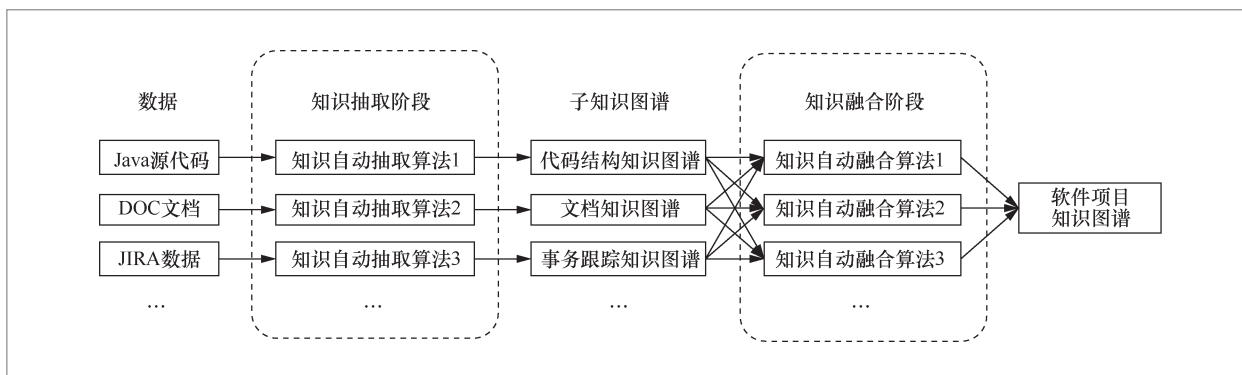 数据
知识抽取阶段
子知识图谱
知识融合阶段
Java源代码
知识自动抽取算法1
代码结构知识图谱
知识自动融合算法1
DOC文档
知识自动抽取算法2
文档知识图谱
知识自动融合算法2
软件项目
知识图谱
JIRA数据
知识自动抽取算法3
事务跟踪知识图谱
知识自动融合算法3
…
…
…
…